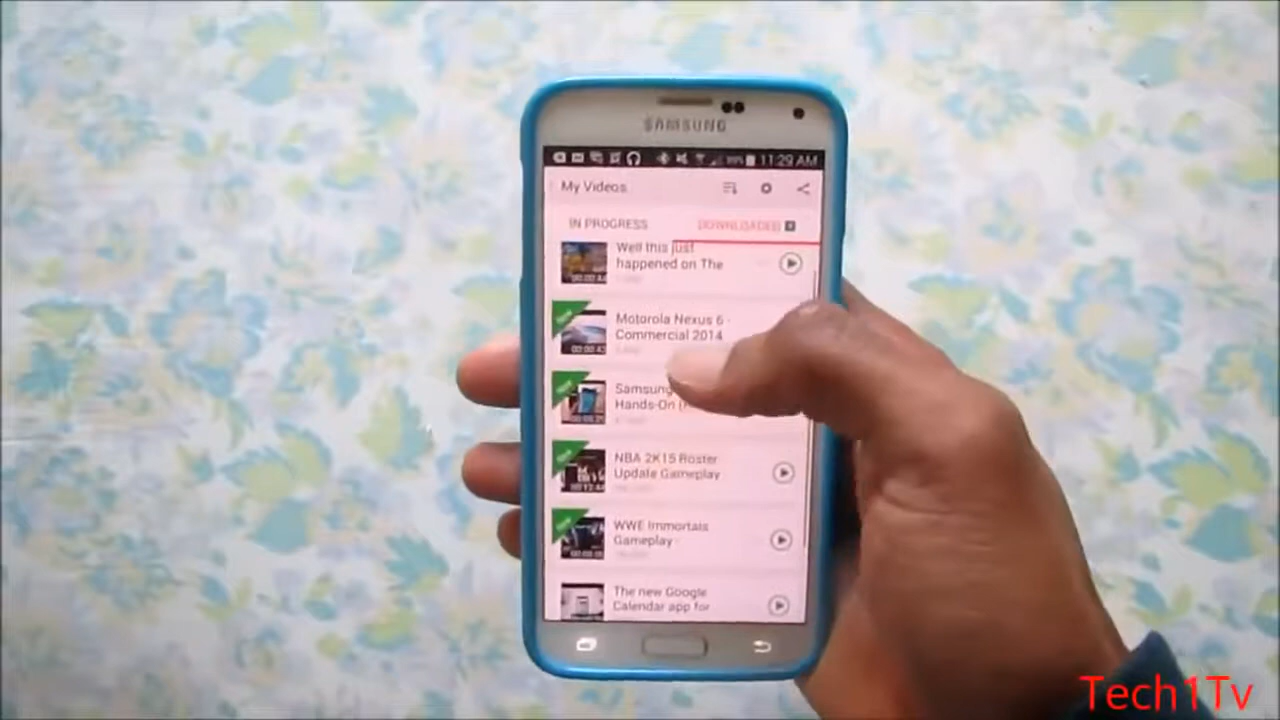 SAMSUNG
11:29 AM
My Videos
IN PROGRESS
DOWNLOADED
Well this just
happened on The
Motorola Nexus 6 -
Commercial 2014
Samsung
Hands-On
NBA 2K15 Roster
Update Gameplay
WWE Immortals
Gameplay -
The new Google
Calendar app for
Tech1Tv